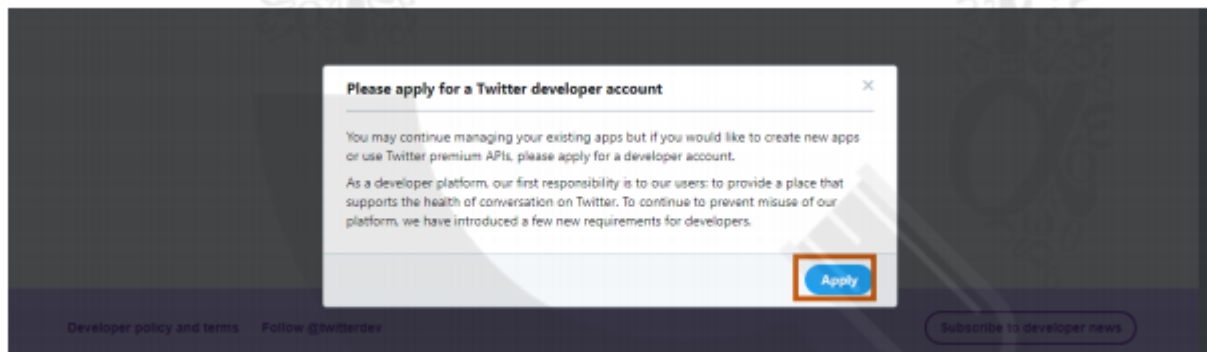 Please apply for a Twitter developer account
You may continue managing your existing apps but if you would like to create new apps
or use Twitter premium APIs, please apply for a developer account.
As a developer platform, our first responsibility is to our users: to provide a place that
supports the health of conversation on Twitter. To continue to prevent misuse of our
platform, we have introduced a few new requirements for developers.
Apply
Developer policy and terms Follow @twitterdev Subscribe to developer news